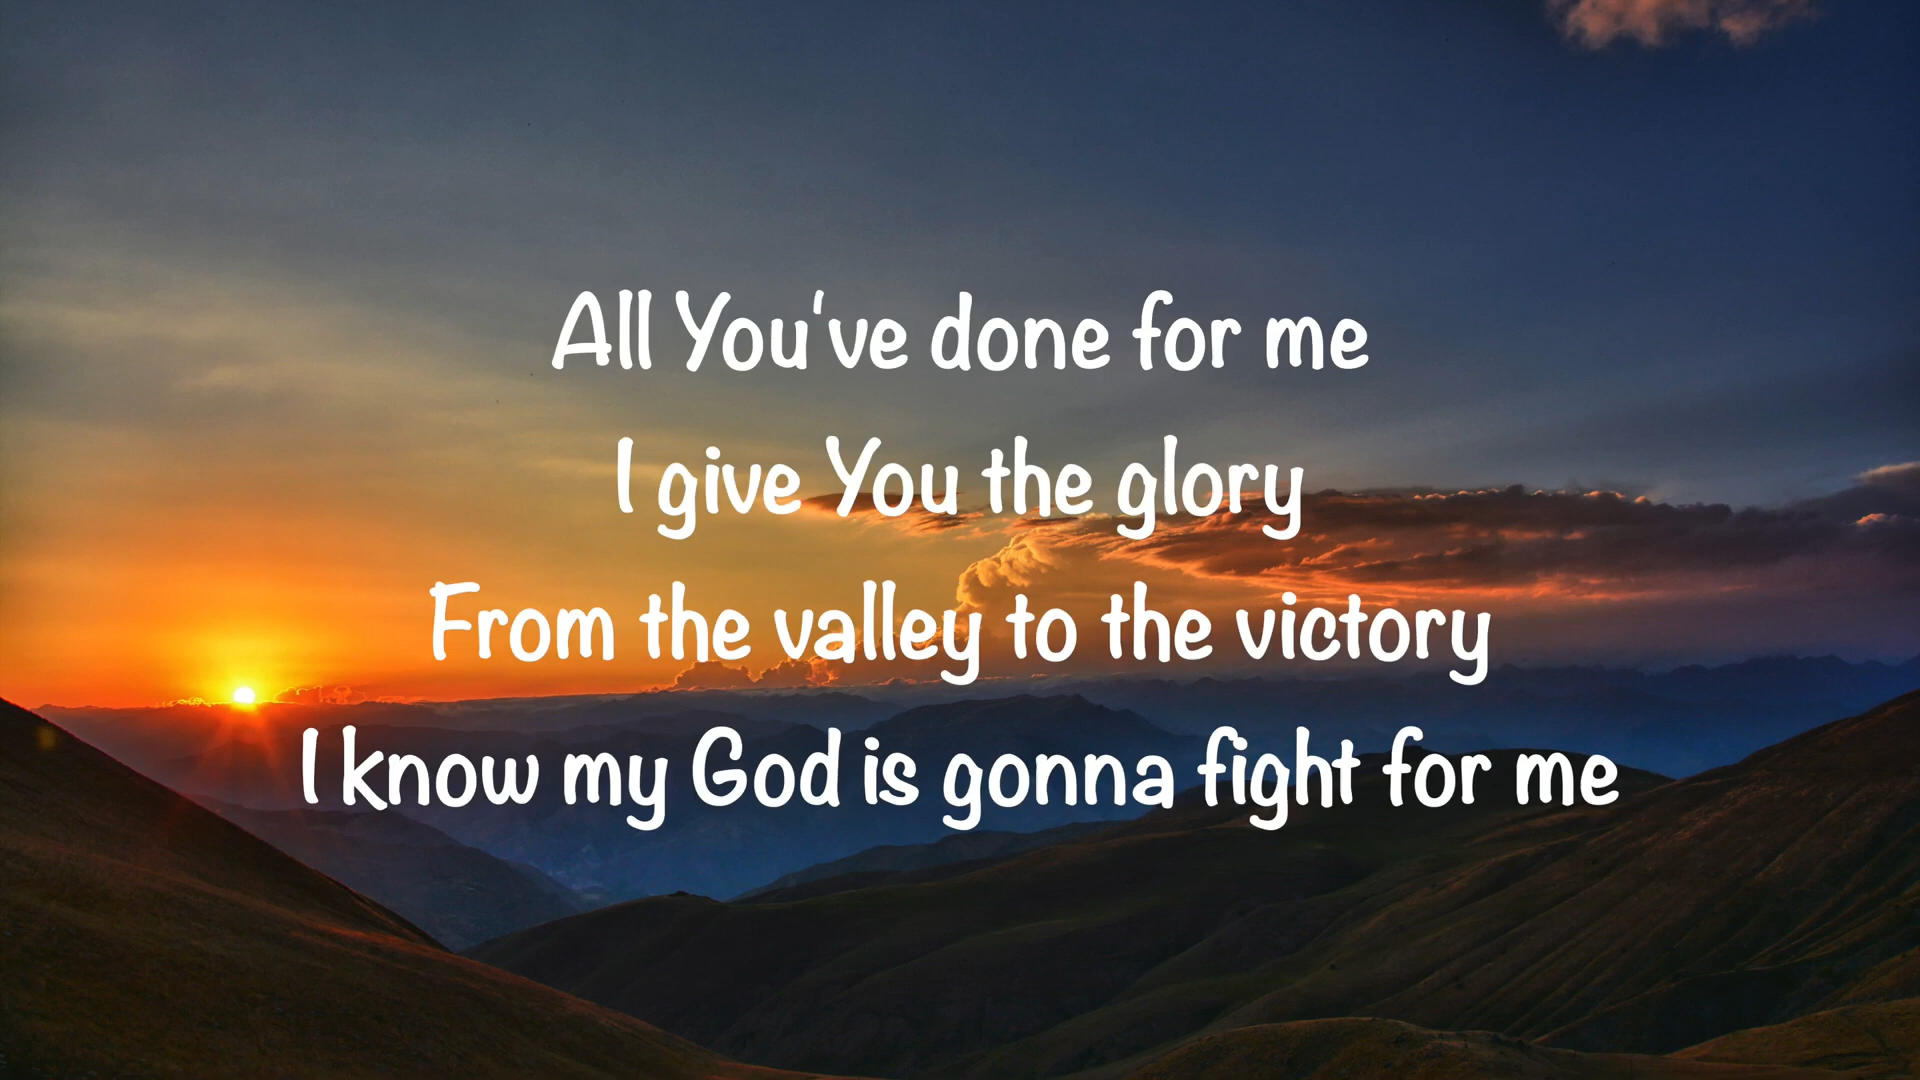 All You've done for me
I give You the glory
From the valley to the victory
I know my God is gonna fight for me